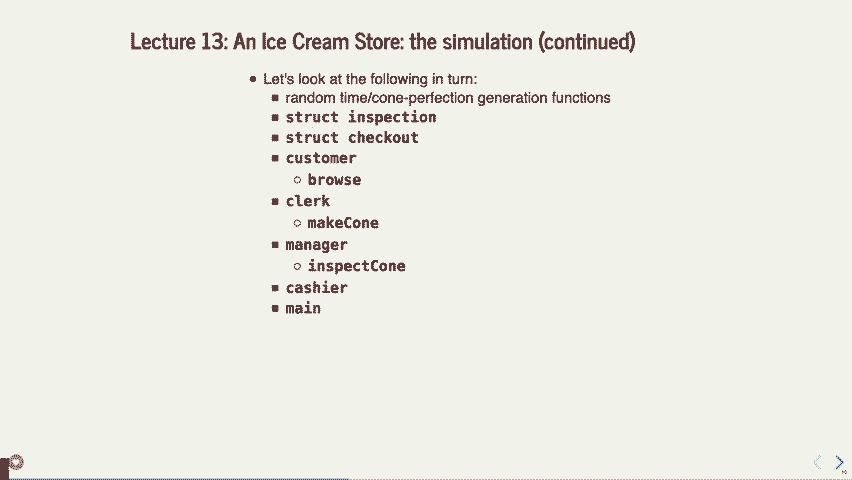 Lecture 13: An Ice Cream Store: the simulation (continued)
Let's look at the following in turn:
random time/cone-perfection generation functions
struct inspection
struct checkout
customer
browse
clerk
makeCone
manager
inspectCone
cashier
main